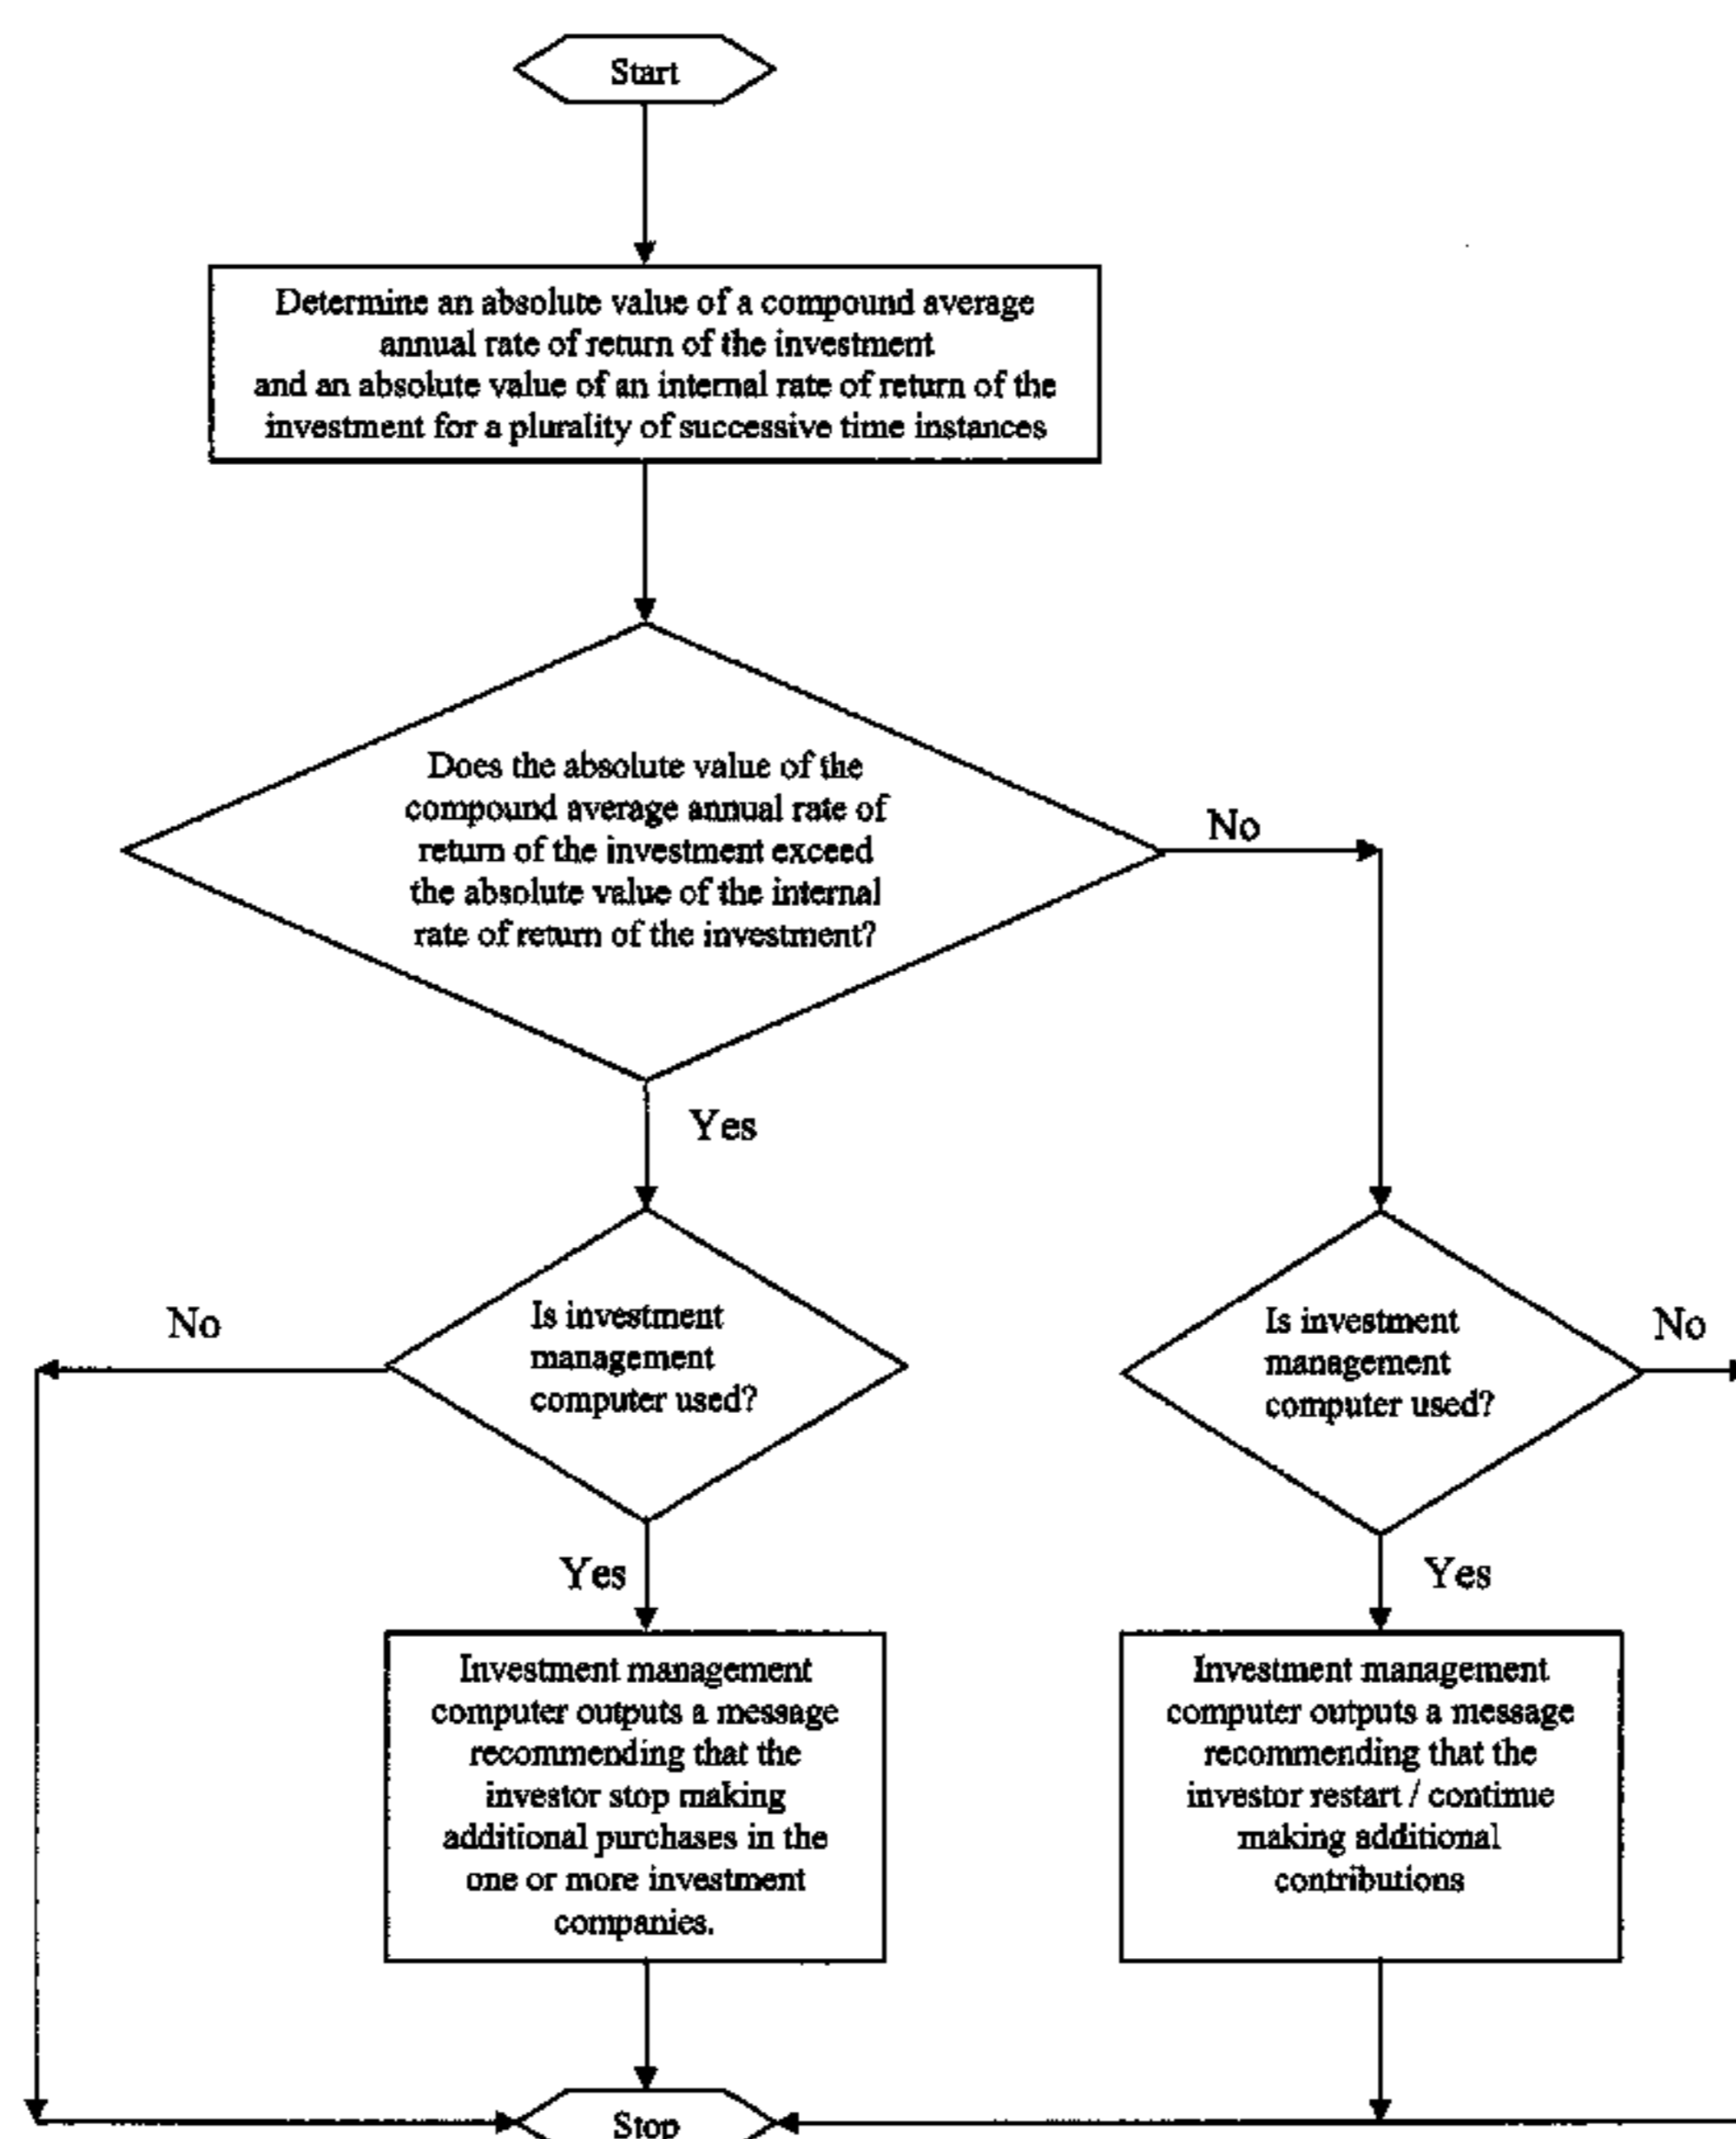 Start
Determine an absolute value of a compound average
annual rate of return of the investment
and an absolute value of an internal rate of return of the
investment for a plurality of successive time instances
Does the absolute value of the
compound average annual rate of
return of the investment exceed
the absolute value of the internal
rate of return of the investment?
No
Yes
No
Is investment
management
computer used?
Is investment
management
computer used?
No
Yes
Yes
Investment management
computer outputs a message
recommending that the
investor stop making
additional purchases in the
one or more investment
companies.
Investment management
computer outputs a message
recommending that the
investor restart / continue
making additional
contributions
Stop